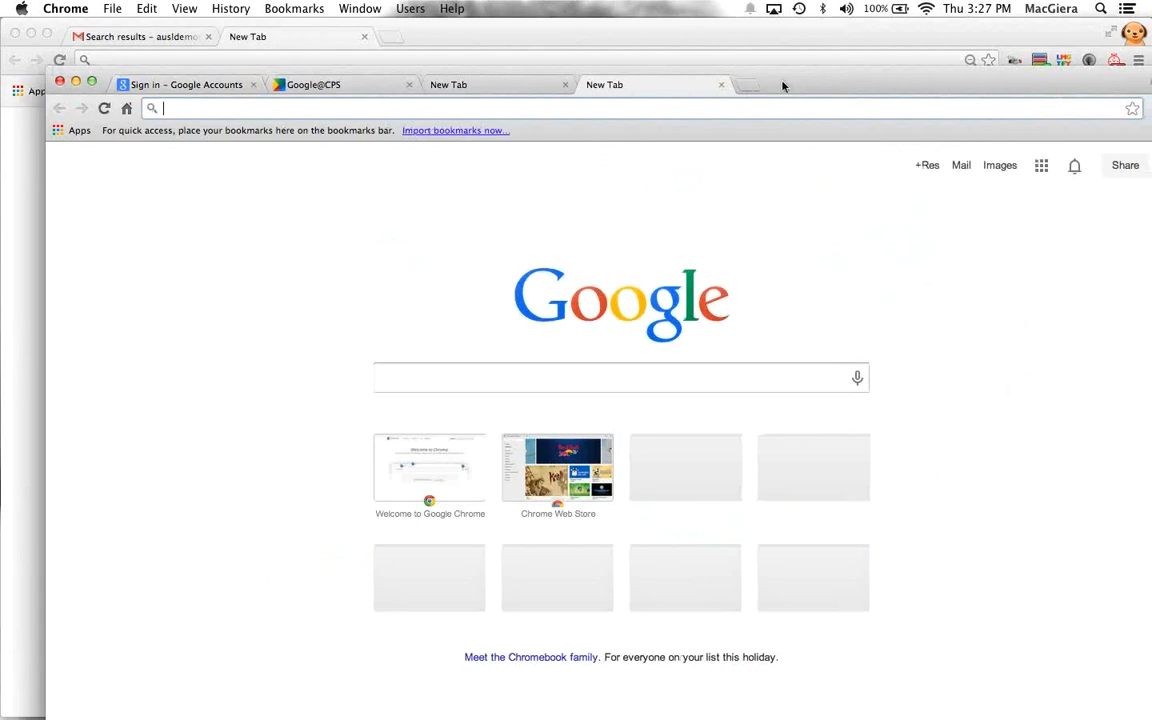 Chrome File Edit View History Bookmarks Window Users Help 100% Thu 3:27 PM MacGiera
Search results – ausldemo New Tab
Sign in – Google Accounts Google@CPS New Tab New Tab
App
Apps For quick access, place your bookmarks here on the bookmarks bar. Import bookmarks now...
+Res Mail Images Share
Google
Welcome to Google Chrome Chrome Web Store
Meet the Chromebook family. For everyone on your list this holiday.